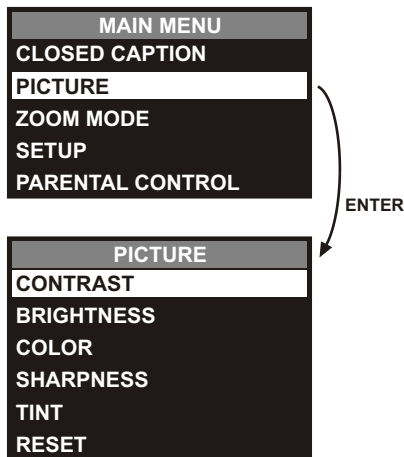 MAIN MENU
CLOSED CAPTION
PICTURE
ZOOM MODE
SETUP
PARENTAL CONTROL
ENTER
PICTURE
CONTRAST
BRIGHTNESS
COLOR
SHARPNESS
TINT
RESET